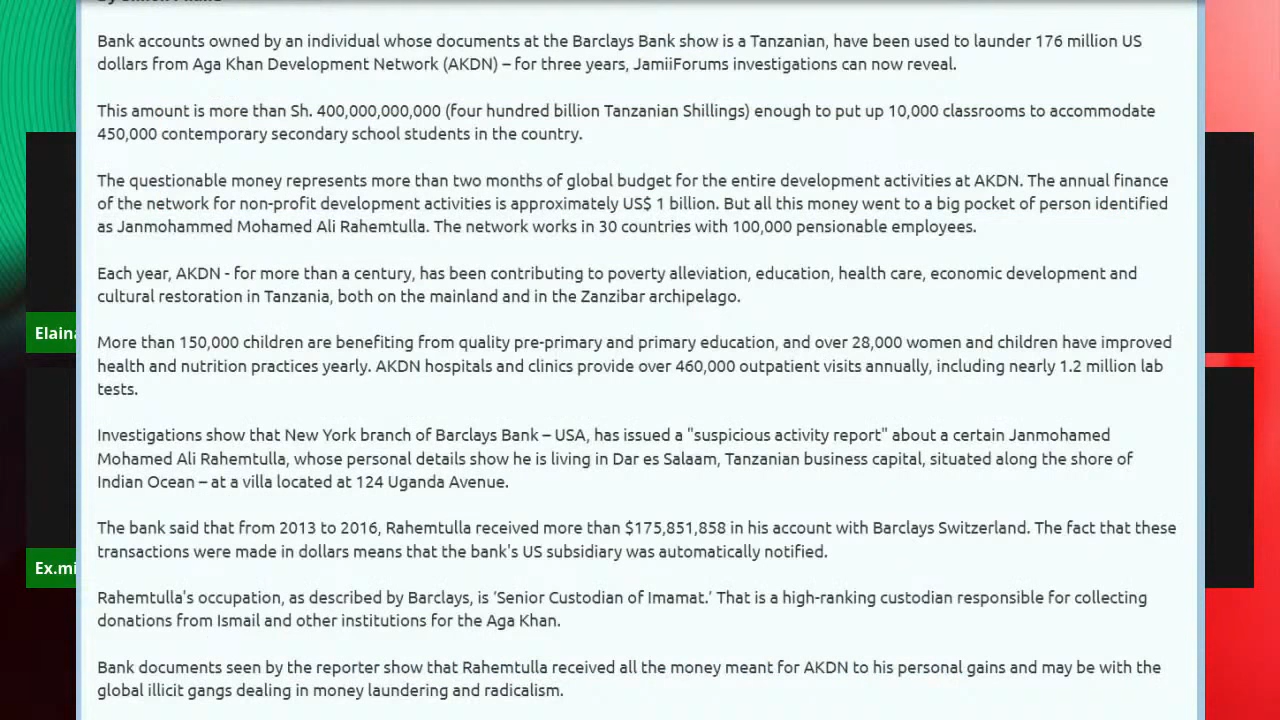 Bank accounts owned by an individual whose documents at the Barclays Bank show is a Tanzanian, have been used to launder 176 million US
dollars from Aga Khan Development Network (AKDN) – for three years, JamiiForums investigations can now reveal.
This amount is more than Sh. 400,000,000,000 (four hundred billion Tanzanian Shillings) enough to put up 10,000 classrooms to accommodate
450,000 contemporary secondary school students in the country.
The questionable money represents more than two months of global budget for the entire development activities at AKDN. The annual finance
of the network for non-profit development activities is approximately US$ 1 billion. But all this money went to a big pocket of person identified
as Janmohammed Mohamed Ali Rahemtulla. The network works in 30 countries with 100,000 pensionable employees.
Each year, AKDN - for more than a century, has been contributing to poverty alleviation, education, health care, economic development and
cultural restoration in Tanzania, both on the mainland and in the Zanzibar archipelago.
More than 150,000 children are benefiting from quality pre-primary and primary education, and over 28,000 women and children have improved
health and nutrition practices yearly. AKDN hospitals and clinics provide over 460,000 outpatient visits annually, including nearly 1.2 million lab
tests.
Investigations show that New York branch of Barclays Bank – USA, has issued a "suspicious activity report" about a certain Janmohamed
Mohamed Ali Rahemtulla, whose personal details show he is living in Dar es Salaam, Tanzanian business capital, situated along the shore of
Indian Ocean – at a villa located at 124 Uganda Avenue.
The bank said that from 2013 to 2016, Rahemtulla received more than $175,851,858 in his account with Barclays Switzerland. The fact that these
transactions were made in dollars means that the bank's US subsidiary was automatically notified.
Rahemtulla's occupation, as described by Barclays, is ‘Senior Custodian of Imamat.’ That is a high-ranking custodian responsible for collecting
donations from Ismail and other institutions for the Aga Khan.
Bank documents seen by the reporter show that Rahemtulla received all the money meant for AKDN to his personal gains and may be with the
global illicit gangs dealing in money laundering and radicalism.
Elaina
Ex.mi